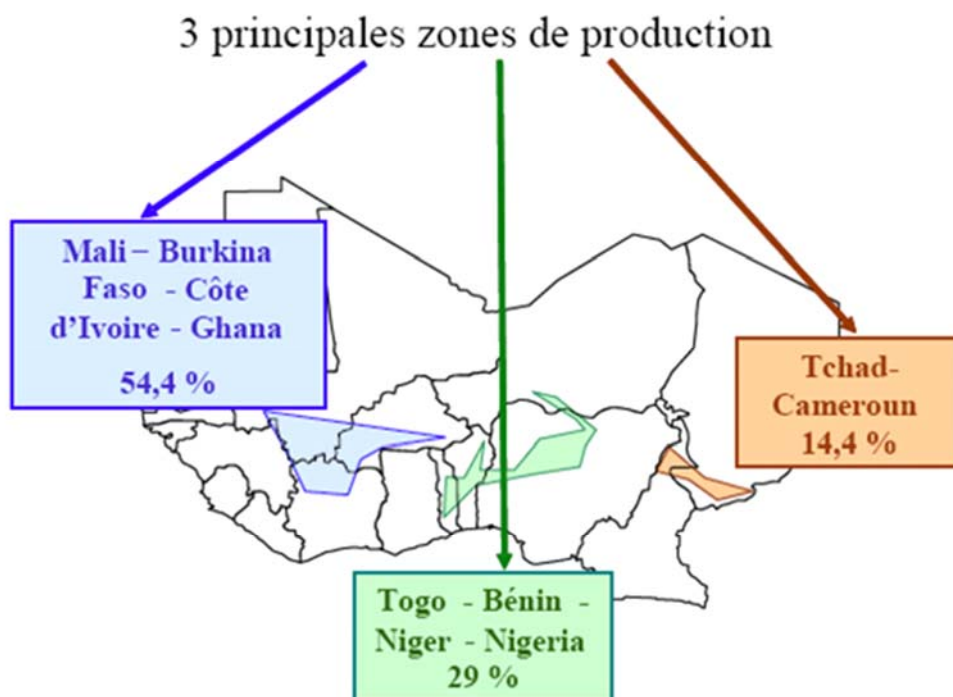 3 principales zones de production
Mali – Burkina
Faso - Côte
d'Ivoire - Ghana
54,4 %
Tchad-
Cameroun
14,4 %
Togo - Bénin -
Niger - Nigeria
29 %